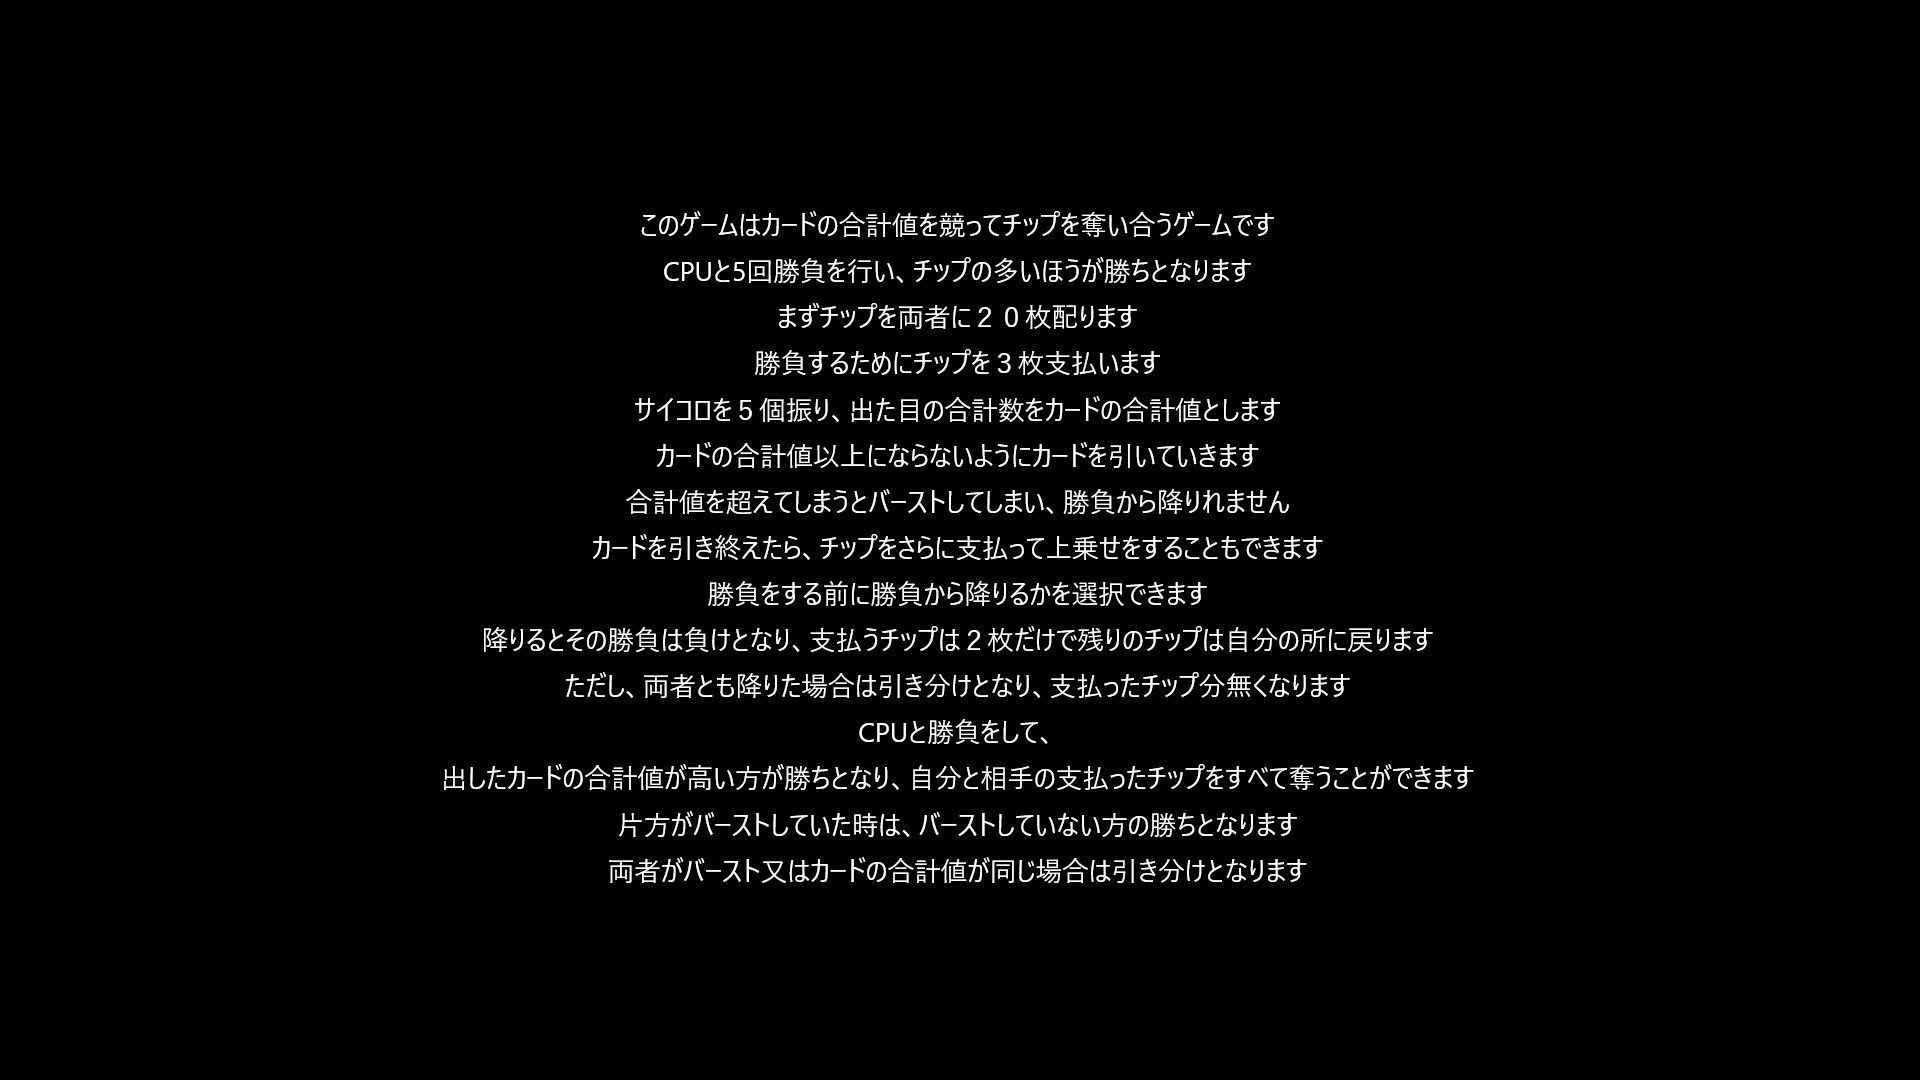 このゲームはカードの合計値を競ってチップを奪い合うゲームです
CPUと5回勝負を行い、チップの多いほうが勝ちとなります
まずチップを両者に２０枚配ります
勝負するためにチップを３枚支払います
サイコロを５個振り、出た目の合計数をカードの合計値とします
カードの合計値以上にならないようにカードを引いていきます
合計値を超えてしまうとバーストしてしまい、勝負から降りれません
カードを引き終えたら、チップをさらに支払って上乗せをすることもできます
勝負をする前に勝負から降りるかを選択できます
降りるとその勝負は負けとなり、支払うチップは２枚だけで残りのチップは自分の所に戻ります
ただし、両者とも降りた場合は引き分けとなり、支払ったチップ分無くなります
CPUと勝負をして、
出したカードの合計値が高い方が勝ちとなり、自分と相手の支払ったチップをすべて奪うことができます
片方がバーストしていた時は、バーストしていない方の勝ちとなります
両者がバースト又はカードの合計値が同じ場合は引き分けとなります